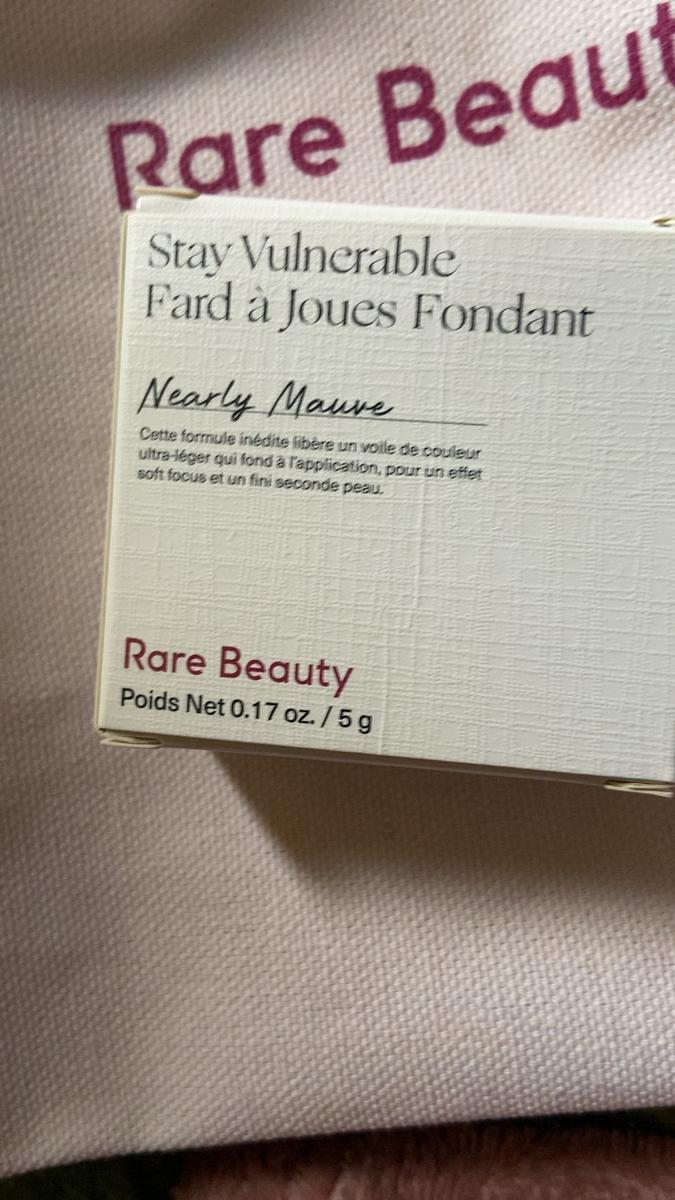 Rare Beaut
Stay Vulnerable
Fard à Joues Fondant
Nearly Mauve
Cette formule inédite libère un voile de couleur
ultra-léger qui fond à l'application, pour un effet
soft focus et un fini seconde peau.
Rare Beauty
Poids Net 0.17 oz. / 5 g